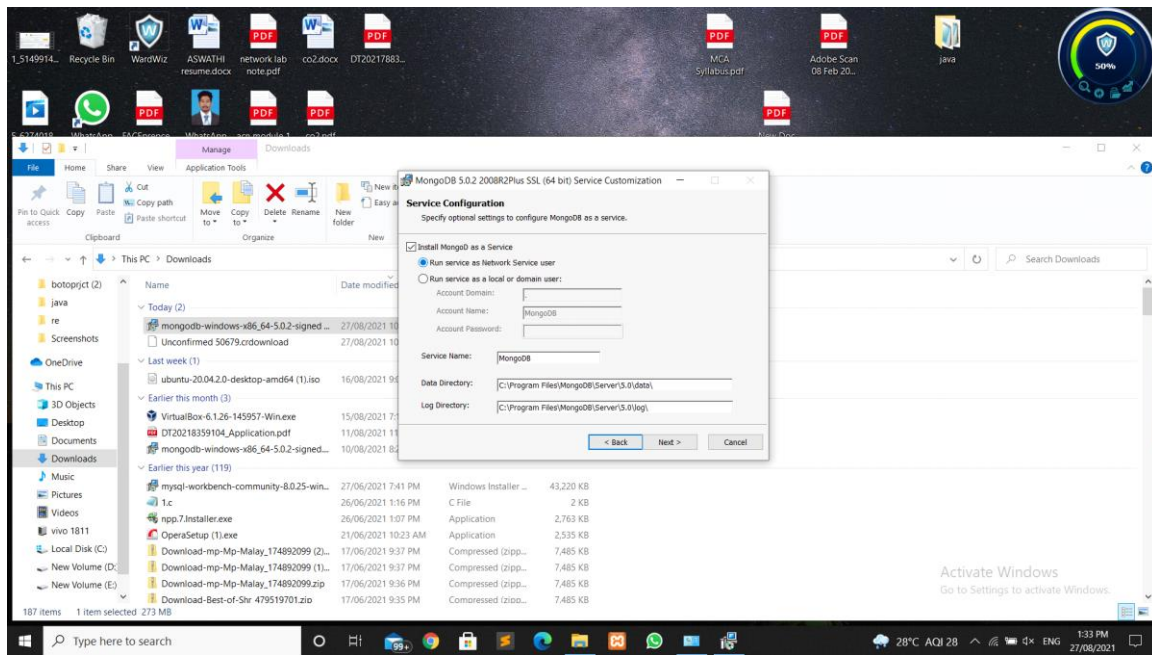 1_5149914...
Recycle Bin
WardWiz
ASWATHI
resume.docx
network lab
note.pdf
co2.docx
DT20217883...
MCA
Syllabus.pdf
Adobe Scan
08 Feb 20...
java
50%
WhatsApp
Manage
Downloads
File Home Share View Application Tools
Pin to Quick
access
Copy
Paste
Cut
Copy path
Paste shortcut
Move
to
Copy
to
Delete
Rename
New
folder
Clipboard
Organize
New
This PC > Downloads
Search Downloads
botoprjct (2)
java
re
Screenshots
OneDrive
This PC
3D Objects
Desktop
Documents
Downloads
Music
Pictures
Videos
vivo 1811
Local Disk (C:)
New Volume (D:
New Volume (E:)
Name Date modified
Today (2)
mongodb-windows-x86_64-5.0.2-signed ... 27/08/2021 10
Unconfirmed 50679.crdownload 27/08/2021 10
Last week (1)
ubuntu-20.04.2.0-desktop-amd64 (1).iso 16/08/2021
Earlier this month (3)
VirtualBox-6.1.26-145957-Win.exe 15/08/2021
DT20218359104_Application.pdf 11/08/2021 11
mongodb-windows-x86_64-5.0.2-signed... 10/08/2021
Earlier this year (119)
mysql-workbench-community-8.0.25-win... 27/06/2021 7:41 PM Windows Installer ... 43,220 KB
1.c 26/06/2021 1:16 PM C File 2 KB
npp.7.Installer.exe 26/06/2021 1:07 PM Application 2,763 KB
OperaSetup (1).exe 21/06/2021 10:23 AM Application 2,535 KB
Download-mp-Mp-Malay_174892099 (2)... 17/06/2021 9:37 PM Compressed (zipp... 7,485 KB
Download-mp-Mp-Malay_174892099 (1)... 17/06/2021 9:37 PM Compressed (zipp... 7,485 KB
Download-mp-Mp-Malay_174892099.zip 17/06/2021 9:36 PM Compressed (zipp... 7,485 KB
Download-Best-of-Shr 479519701.zip 17/06/2021 9:35 PM Compressed (zipp... 7,485 KB
187 items 1 item selected 273 MB
MongoDB 5.0.2 2008R2Plus SSL (64 bit) Service Customization
Service Configuration
Specify optional settings to configure MongoDB as a service.
Install MongoD as a Service
Run service as Network Service user
Run service as a local or domain user:
Account Domain: .
Account Name: MongoDB
Account Password:
Service Name: MongoDB
Data Directory: C:\Program Files\MongoDB\Server\5.0\data\
Log Directory: C:\Program Files\MongoDB\Server\5.0\log\
< Back Next > Cancel
Activate Windows
Go to Settings to activate Windows.
Type here to search
99+
28°C AQI 28
ENG
1:33 PM
27/08/2021